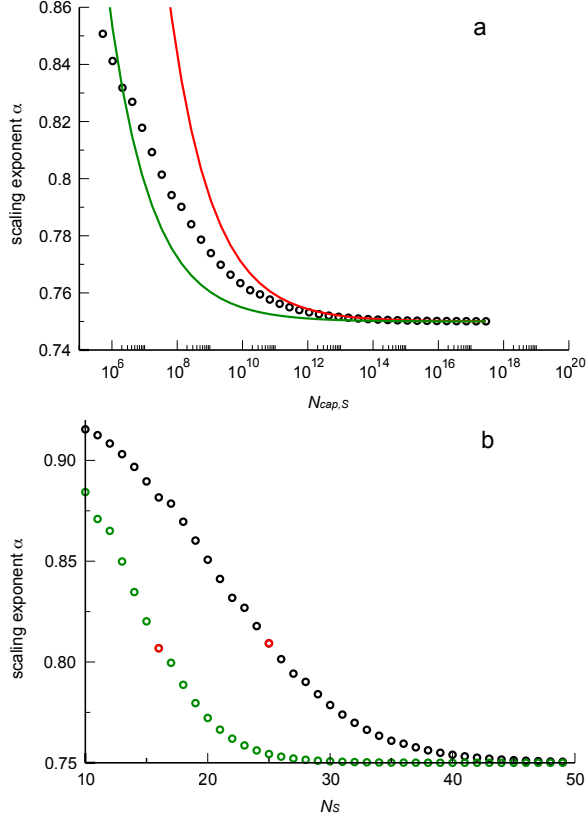 a
scaling exponent α
0.86
0.84
0.82
0.8
0.78
0.76
0.74
10^6 10^8 10^10 10^12 10^14 10^16 10^18 10^20
N_cap,S
b
scaling exponent α
0.90
0.85
0.80
0.75
10 20 30 40 50
N_S